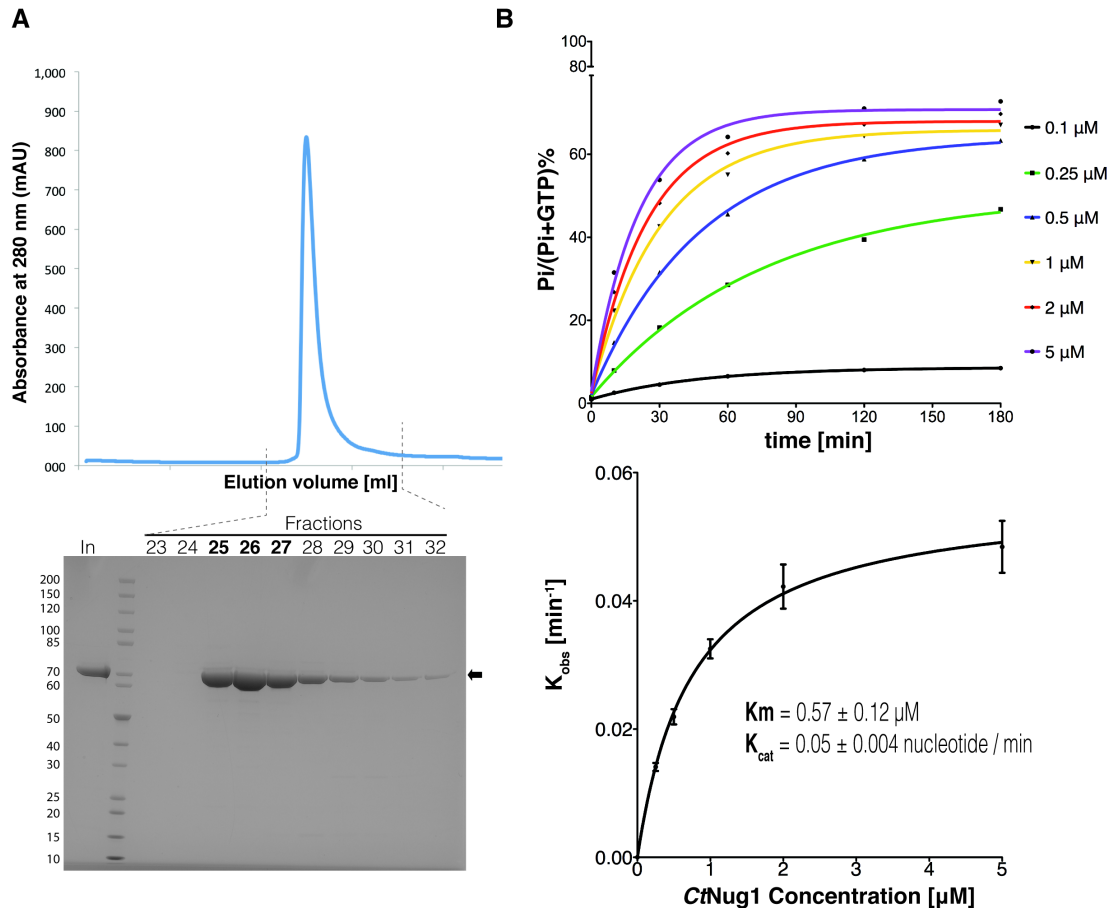 A
1,000
900
800
700
600
500
400
300
200
100
000
Absorbance at 280 nm (mAU)
Elution volume [ml]
Fractions
In 23 24 25 26 27 28 29 30 31 32
200
150
120
100
85
70
60
50
40
30
25
20
15
10
B
100
80
60
40
20
0
Pi/(Pi+GTP)%
0 30 60 90 120 150 180
time [min]
0.1 µM
0.25 µM
0.5 µM
1 µM
2 µM
5 µM
0.06
0.04
0.02
0.00
Kobs [min-1]
Km = 0.57 ± 0.12 µM
Kcat = 0.05 ± 0.004 nucleotide / min
0 1 2 3 4 5
CtNug1 Concentration [µM]